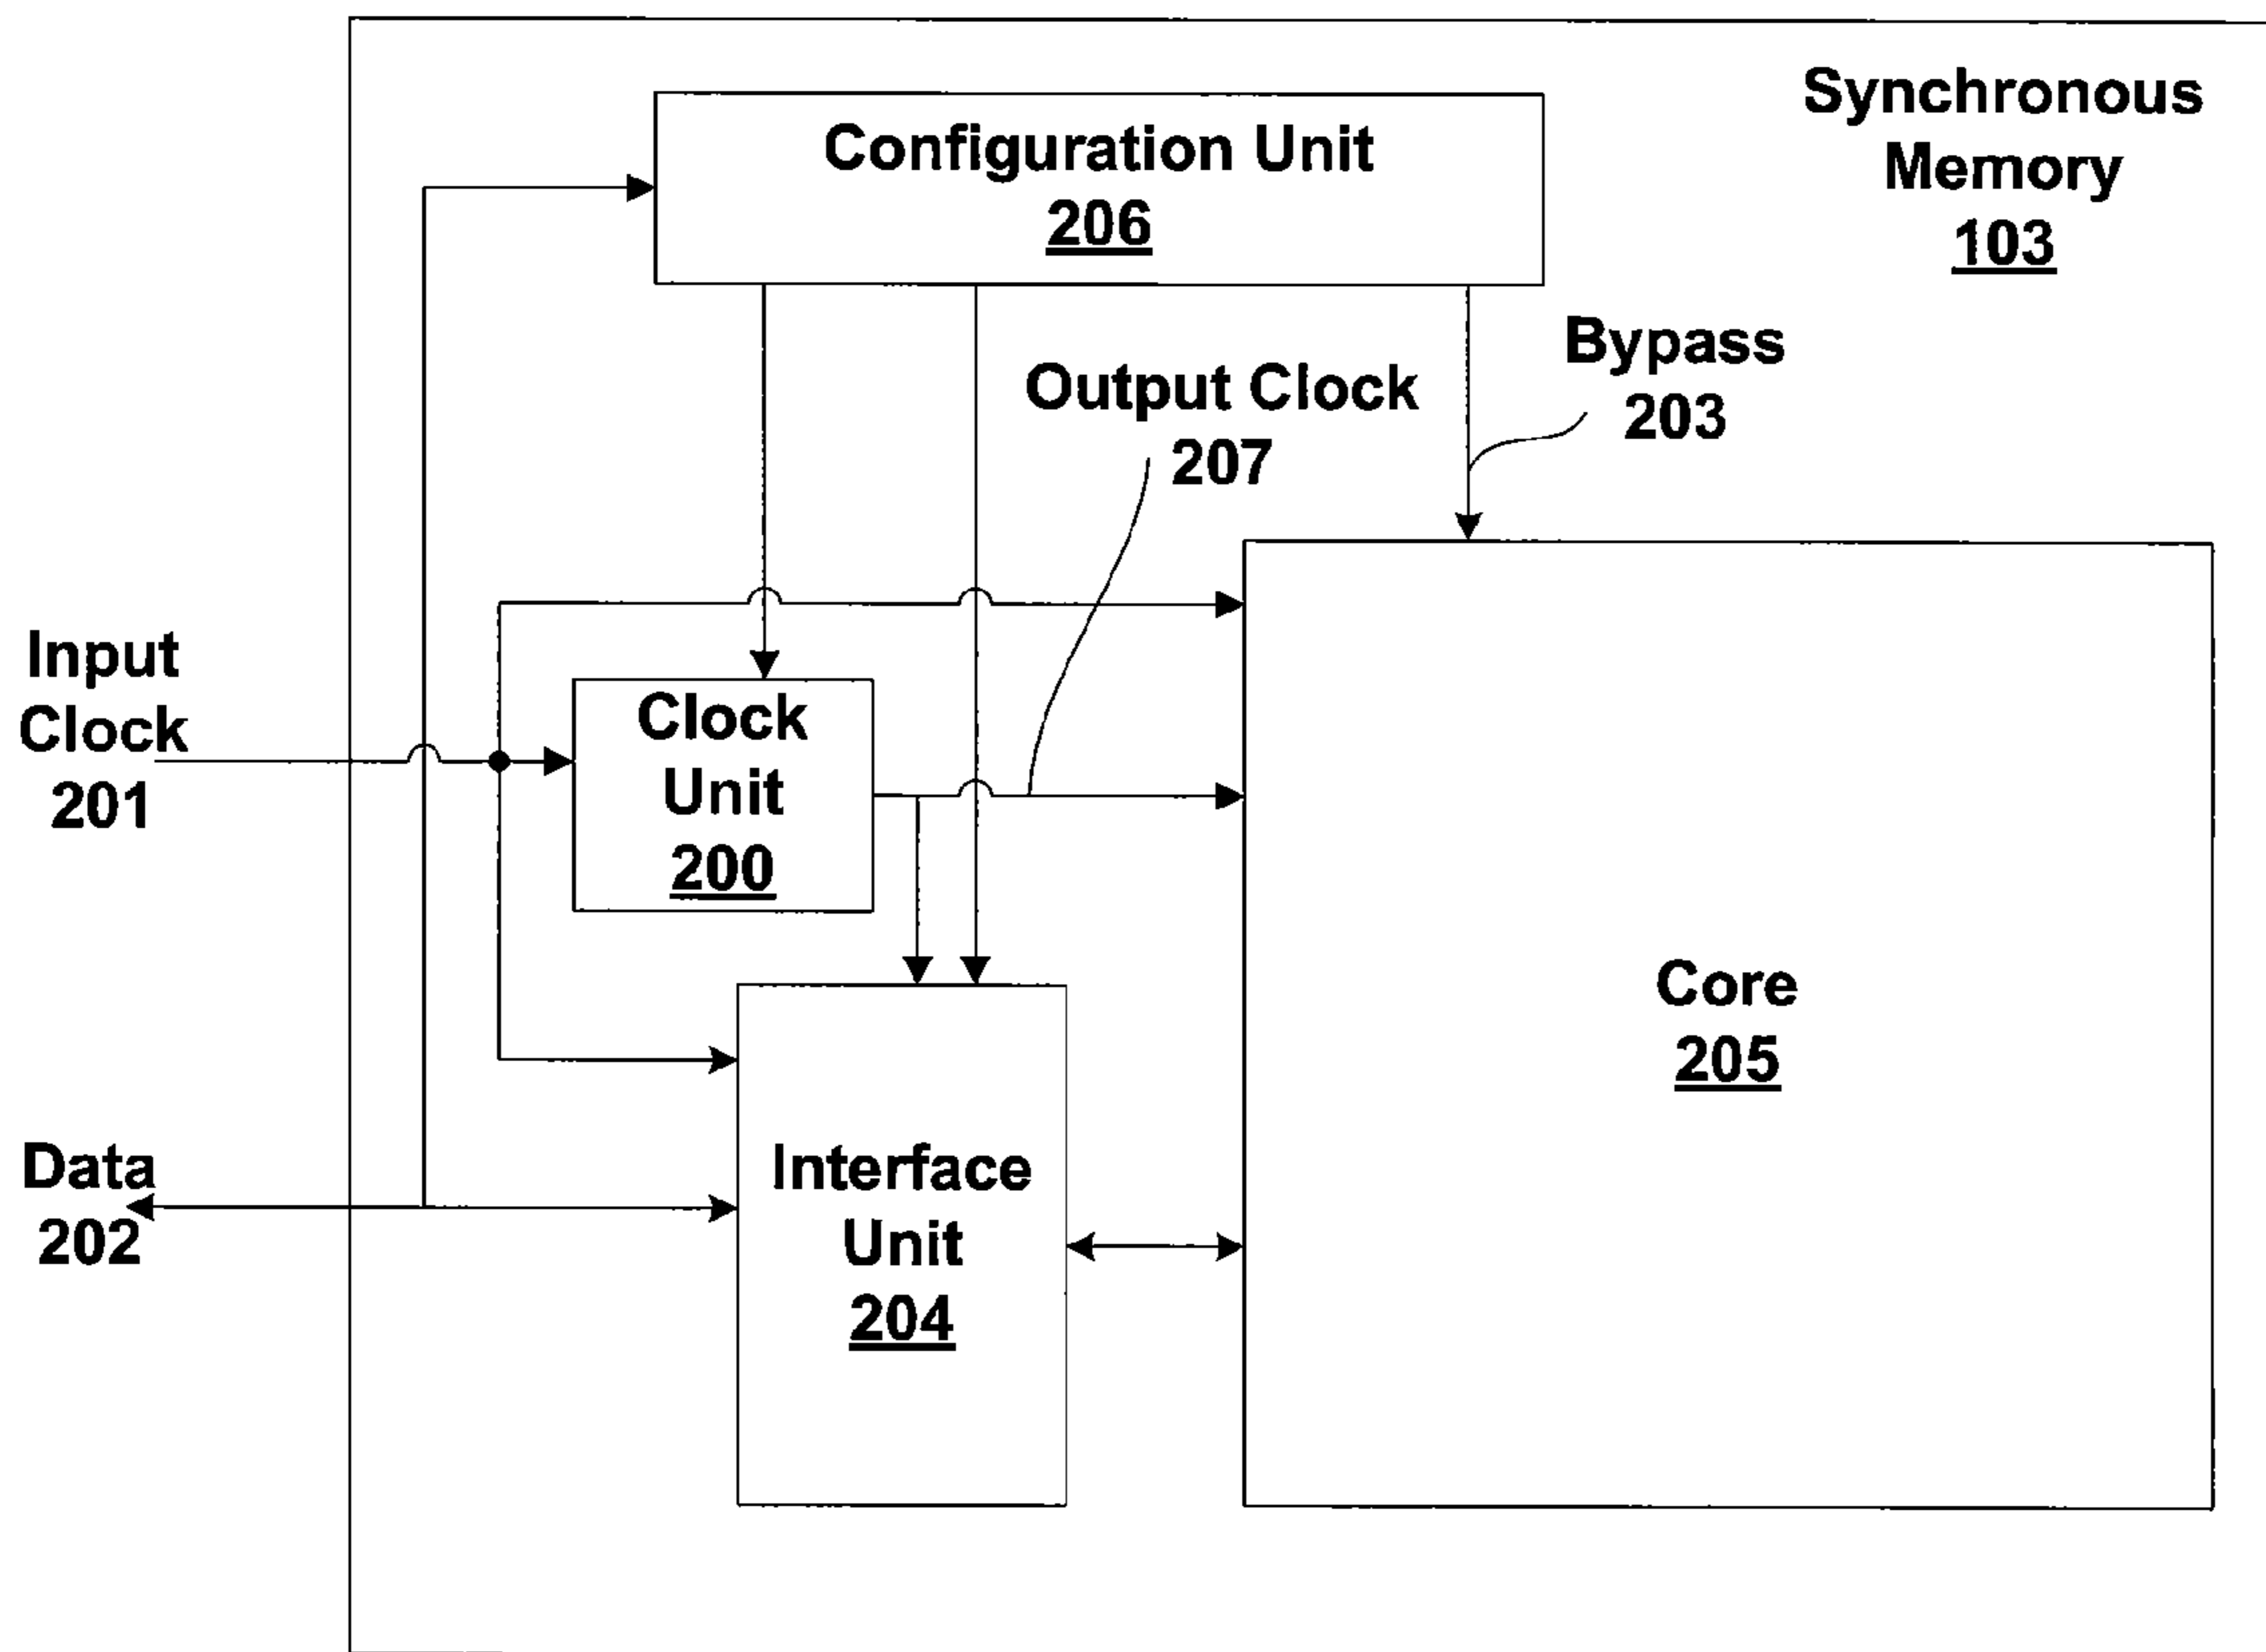 Synchronous
Memory
103
Configuration Unit
206
Bypass
203
Output Clock
207
Input
Clock
201
Clock
Unit
200
Core
205
Data
202
Interface
Unit
204